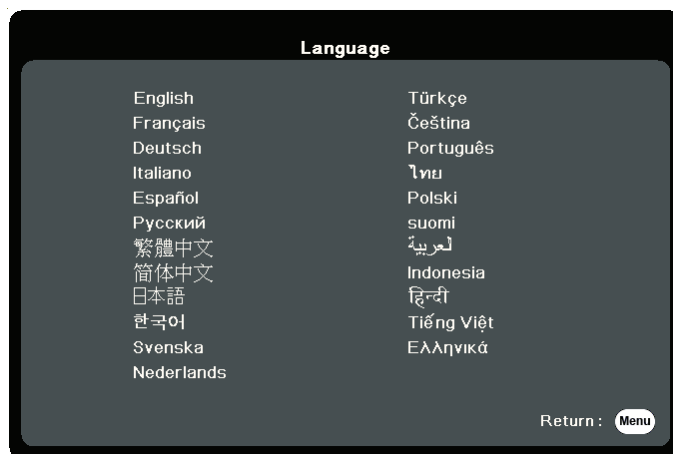 Language
English
Français
Deutsch
Italiano
Español
Русский
繁體中文
简体中文
日本語
한국어
Svenska
Nederlands
Türkçe
Čeština
Português
ไทย
Polski
suomi
لعربية
Indonesia
हिन्दी
Tiếng Việt
Ελληνικά
Return : Menu